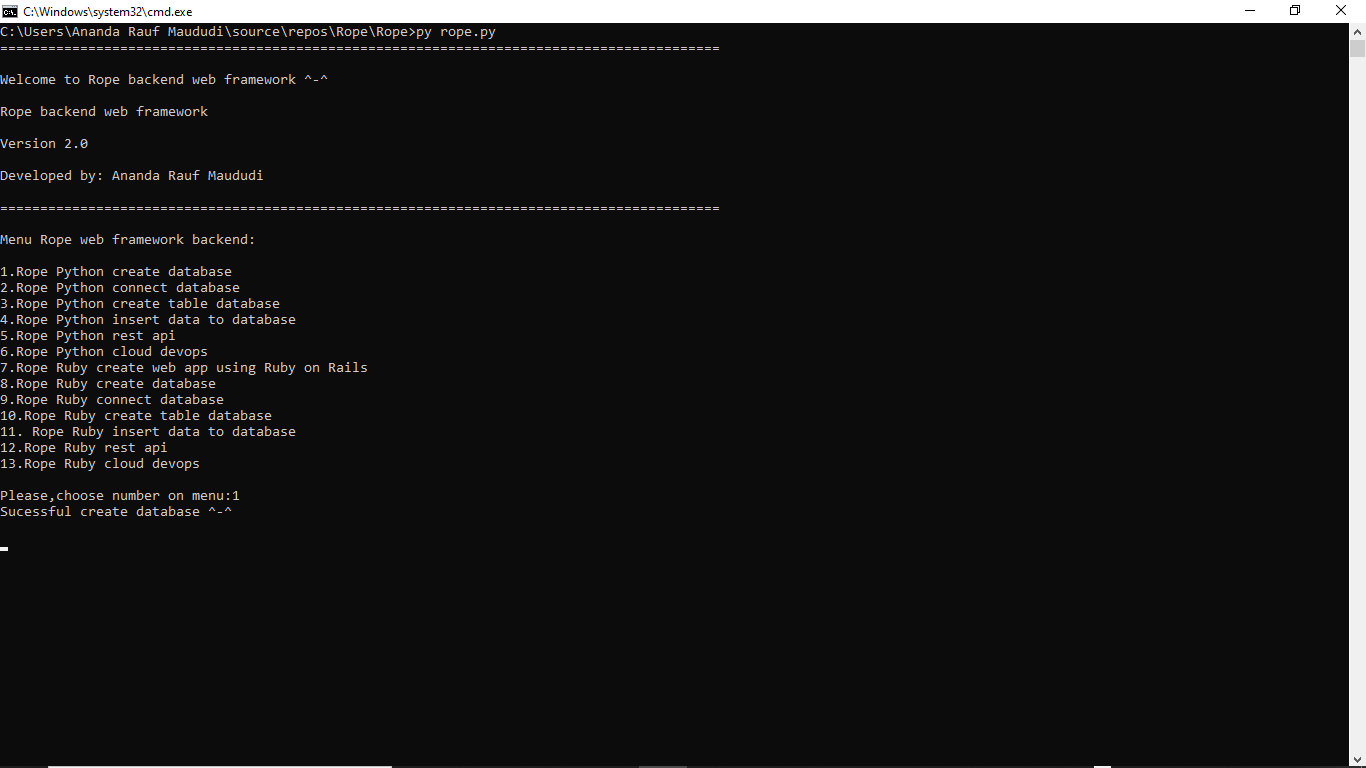 C:\Windows\system32\cmd.exe
C:\Users\Ananda Rauf Maududi\source\repos\Rope\Rope>py rope.py
==========================================================================================
Welcome to Rope backend web framework ^-^
Rope backend web framework
Version 2.0
Developed by: Ananda Rauf Maududi
==========================================================================================
Menu Rope web framework backend:
1.Rope Python create database
2.Rope Python connect database
3.Rope Python create table database
4.Rope Python insert data to database
5.Rope Python rest api
6.Rope Python cloud devops
7.Rope Ruby create web app using Ruby on Rails
8.Rope Ruby create database
9.Rope Ruby connect database
10.Rope Ruby create table database
11. Rope Ruby insert data to database
12.Rope Ruby rest api
13.Rope Ruby cloud devops
Please,choose number on menu:1
Sucessful create database ^-^